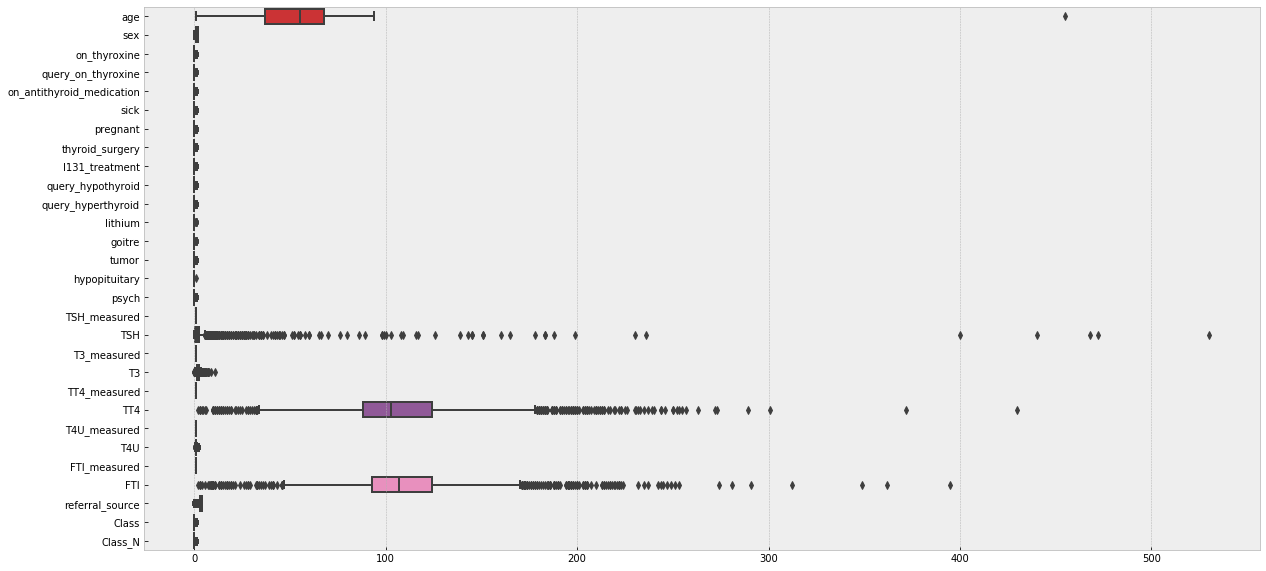 age
sex
on_thyroxine
query_on_thyroxine
on_antithyroid_medication
sick
pregnant
thyroid_surgery
I131_treatment
query_hypothyroid
query_hyperthyroid
lithium
goitre
tumor
hypopituitary
psych
TSH_measured
TSH
T3_measured
T3
TT4_measured
TT4
T4U_measured
T4U
FTI_measured
FTI
referral_source
Class
Class_N
0 100 200 300 400 500